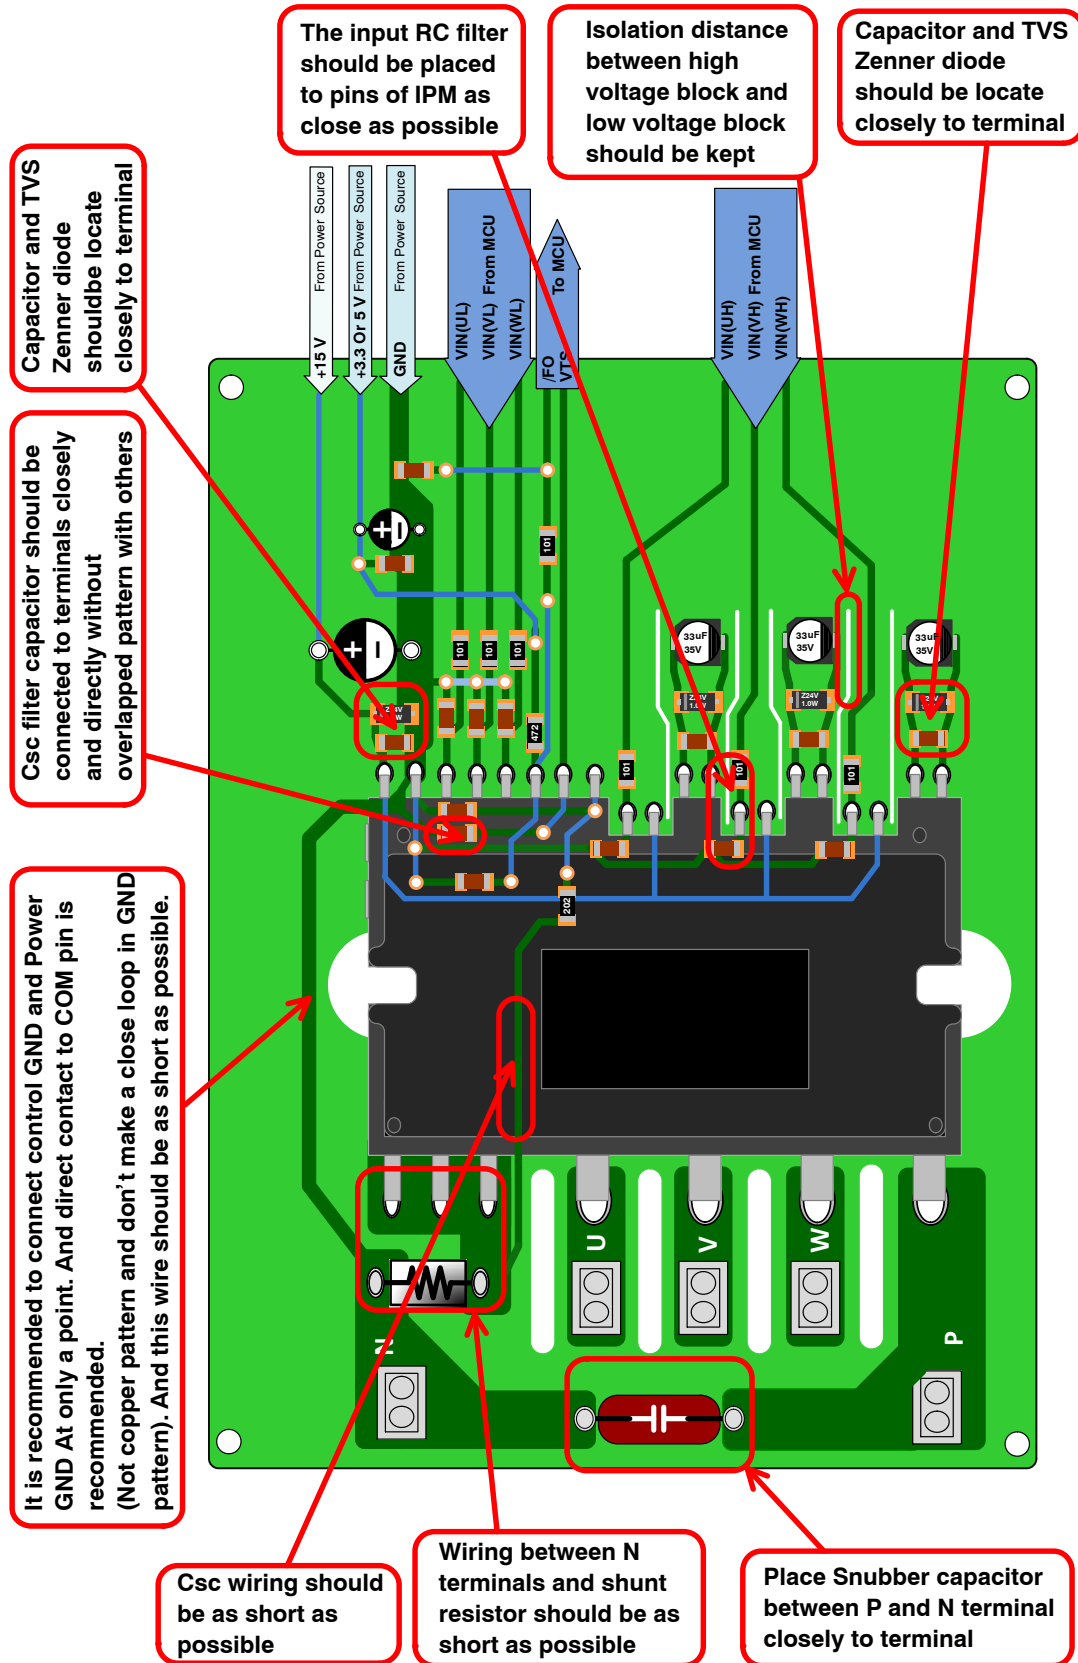 The input RC filter
should be placed
to pins of IPM as
close as possible
Isolation distance
between high
voltage block and
low voltage block
should be kept
Capacitor and TVS
Zenner diode
should be locate
closely to terminal
Capacitor and TVS
Zenner diode
shouldbe locate
closely to terminal
Csc filter capacitor should be
connected to terminals closely
and directly without
overlapped pattern with others
It is recommended to connect control GND and Power
GND At only a point. And direct contact to COM pin is
recommended.
(Not copper pattern and don't make a close loop in GND
pattern). And this wire should be as short as possible.
+15 V From Power Source
+3.3 Or 5 V From Power Source
GND From Power Source
VIN(UL)
VIN(VL) From MCU
VIN(WL)
/FO
VTS To MCU
VIN(UH)
VIN(VH) From MCU
VIN(WH)
+ −
101
+ −
101
101
101
33uF
35V
33uF
35V
33uF
35V
Z24V
1.0W
472
101
101
101
202
U
V
W
N
P
Csc wiring should
be as short as
possible
Wiring between N
terminals and shunt
resistor should be as
short as possible
Place Snubber capacitor
between P and N terminal
closely to terminal